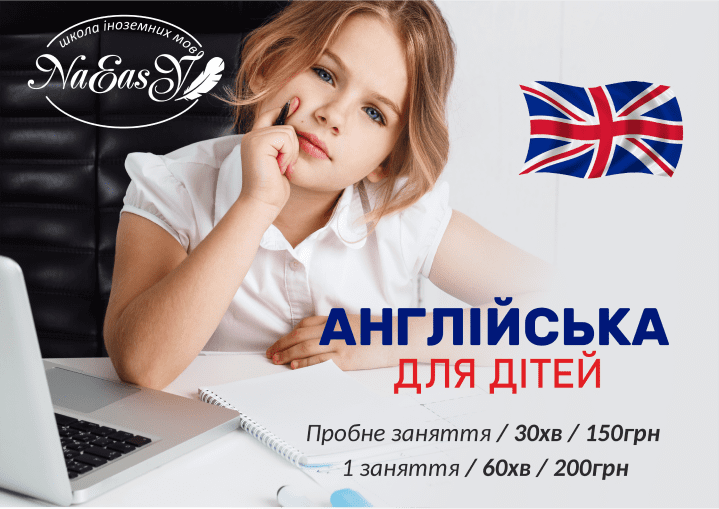 школа іноземних мов
NaEasY
АНГЛІЙСЬКА
ДЛЯ ДІТЕЙ
Пробне заняття / 30хв / 150грн
1 заняття / 60хв / 200грн